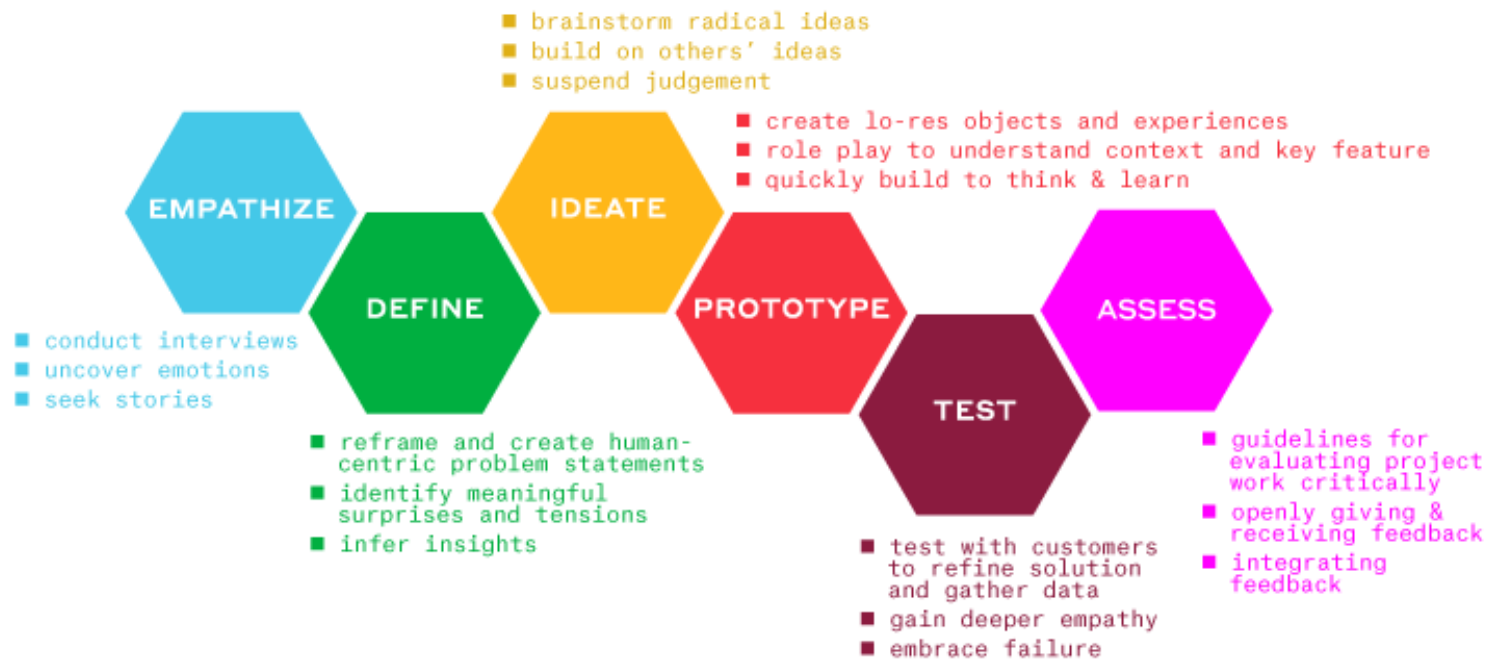 ■ brainstorm radical ideas
■ build on others’ ideas
■ suspend judgement
■ create lo-res objects and experiences
■ role play to understand context and key feature
■ quickly build to think & learn
EMPATHIZE
IDEATE
DEFINE
PROTOTYPE
ASSESS
TEST
■ conduct interviews
■ uncover emotions
■ seek stories
■ reframe and create human-
centric problem statements
■ identify meaningful
surprises and tensions
■ infer insights
■ test with customers
to refine solution
and gather data
■ gain deeper empathy
■ embrace failure
■ guidelines for
evaluating project
work critically
■ openly giving &
receiving feedback
■ integrating
feedback